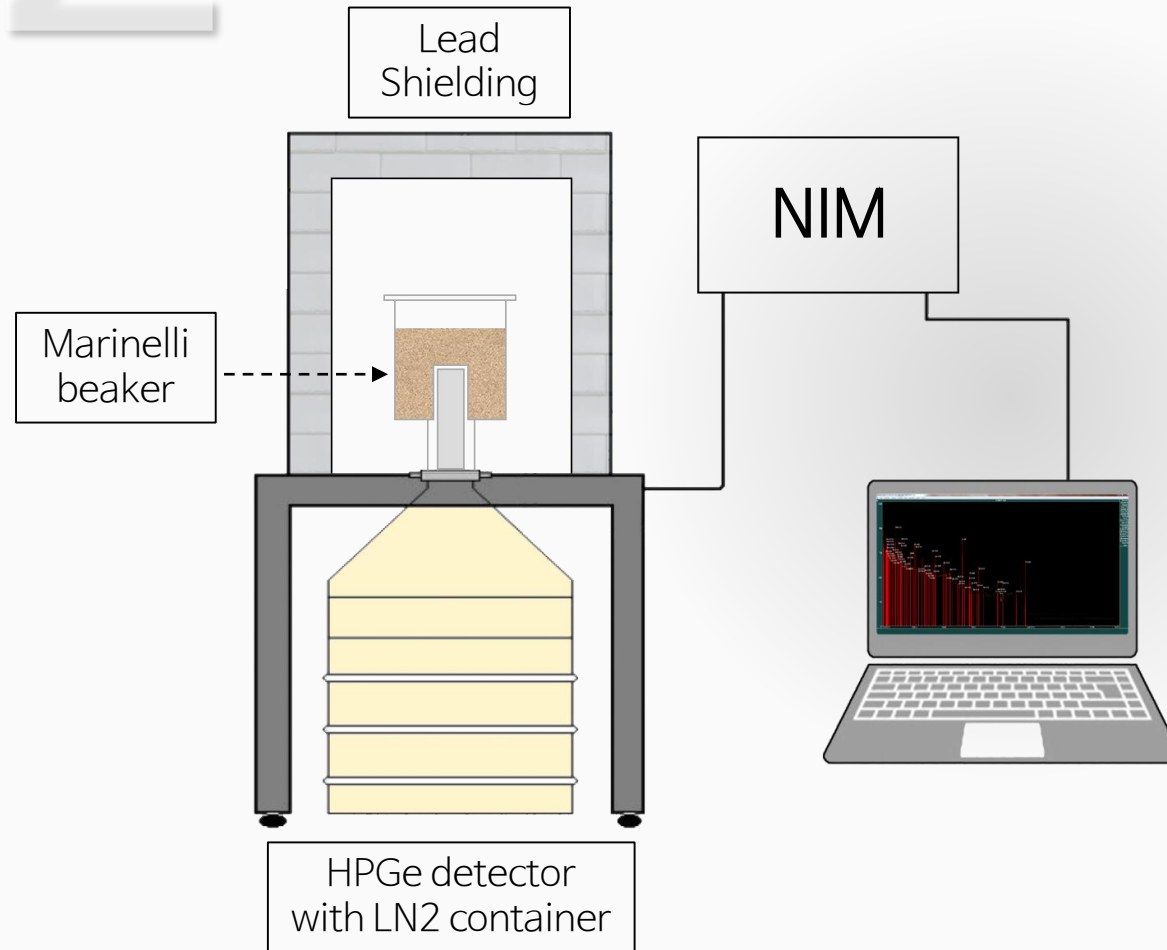 Lead
Shielding
NIM
Marinelli
beaker
HPGe detector
with LN2 container